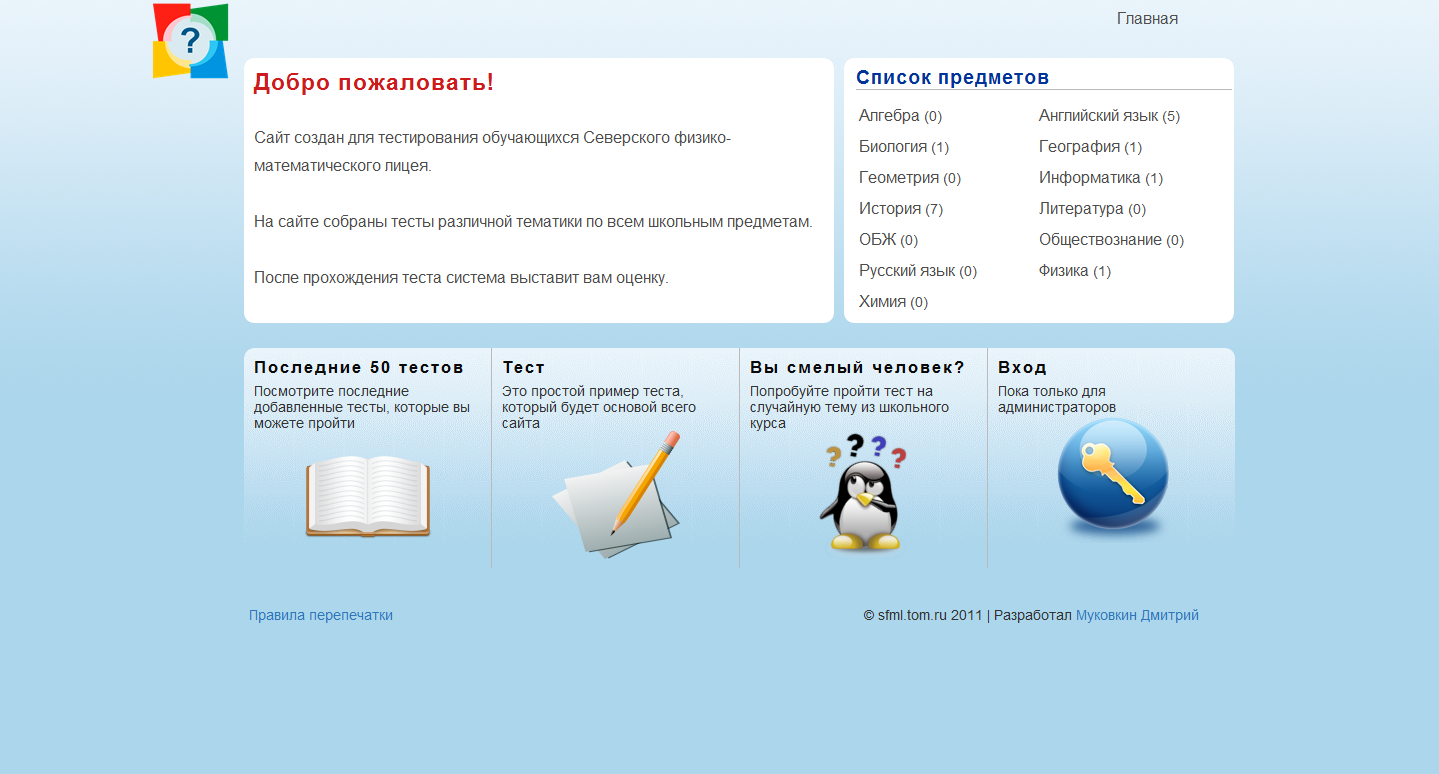 ?
Главная
Добро пожаловать!
Сайт создан для тестирования обучающихся Северского физико-
математического лицея.
На сайте собраны тесты различной тематики по всем школьным предметам.
После прохождения теста система выставит вам оценку.
Список предметов
Алгебра (0) Английский язык (5)
Биология (1) География (1)
Геометрия (0) Информатика (1)
История (7) Литература (0)
ОБЖ (0) Обществознание (0)
Русский язык (0) Физика (1)
Химия (0)
Последние 50 тестов
Посмотрите последние
добавленные тесты, которые вы
можете пройти
Тест
Это простой пример теста,
который будет основой всего
сайта
Вы смелый человек?
Попробуйте пройти тест на
случайную тему из школьного
курса
? ? ? ?
Вход
Пока только для
администраторов
Правила перепечатки
© sfml.tom.ru 2011 | Разработал Муковкин Дмитрий